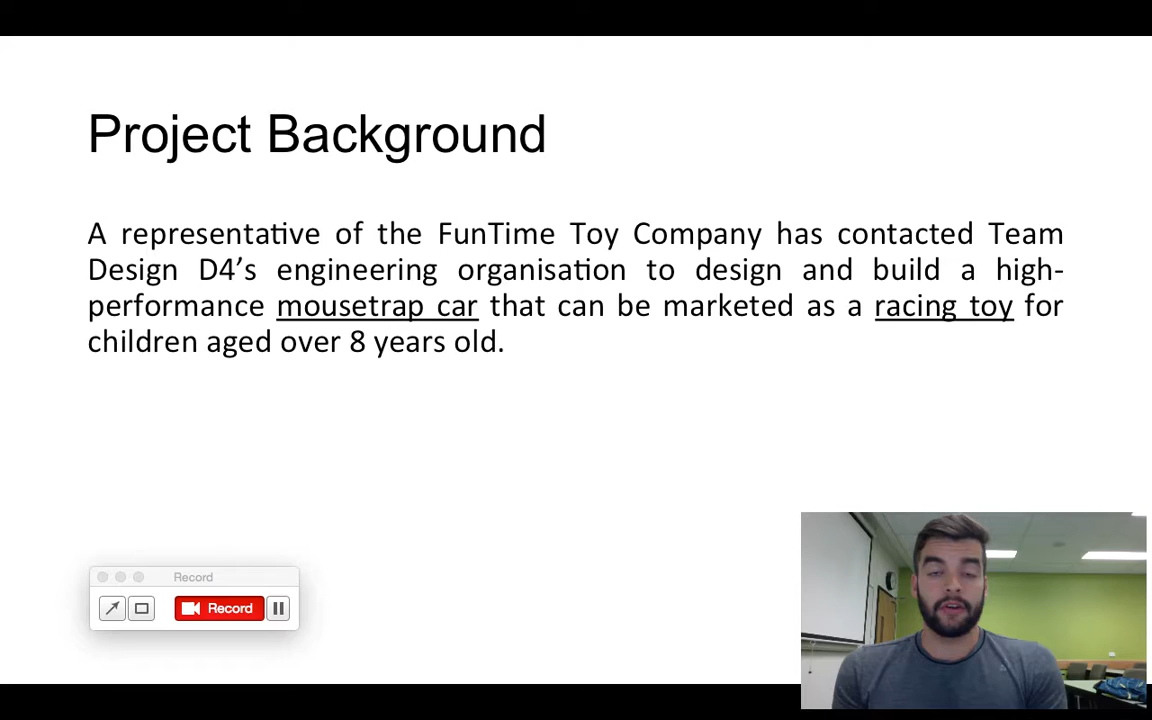 Project Background
A representative of the FunTime Toy Company has contacted Team
Design D4’s engineering organisation to design and build a high-
performance mousetrap car that can be marketed as a racing toy for
children aged over 8 years old.
Record
Record